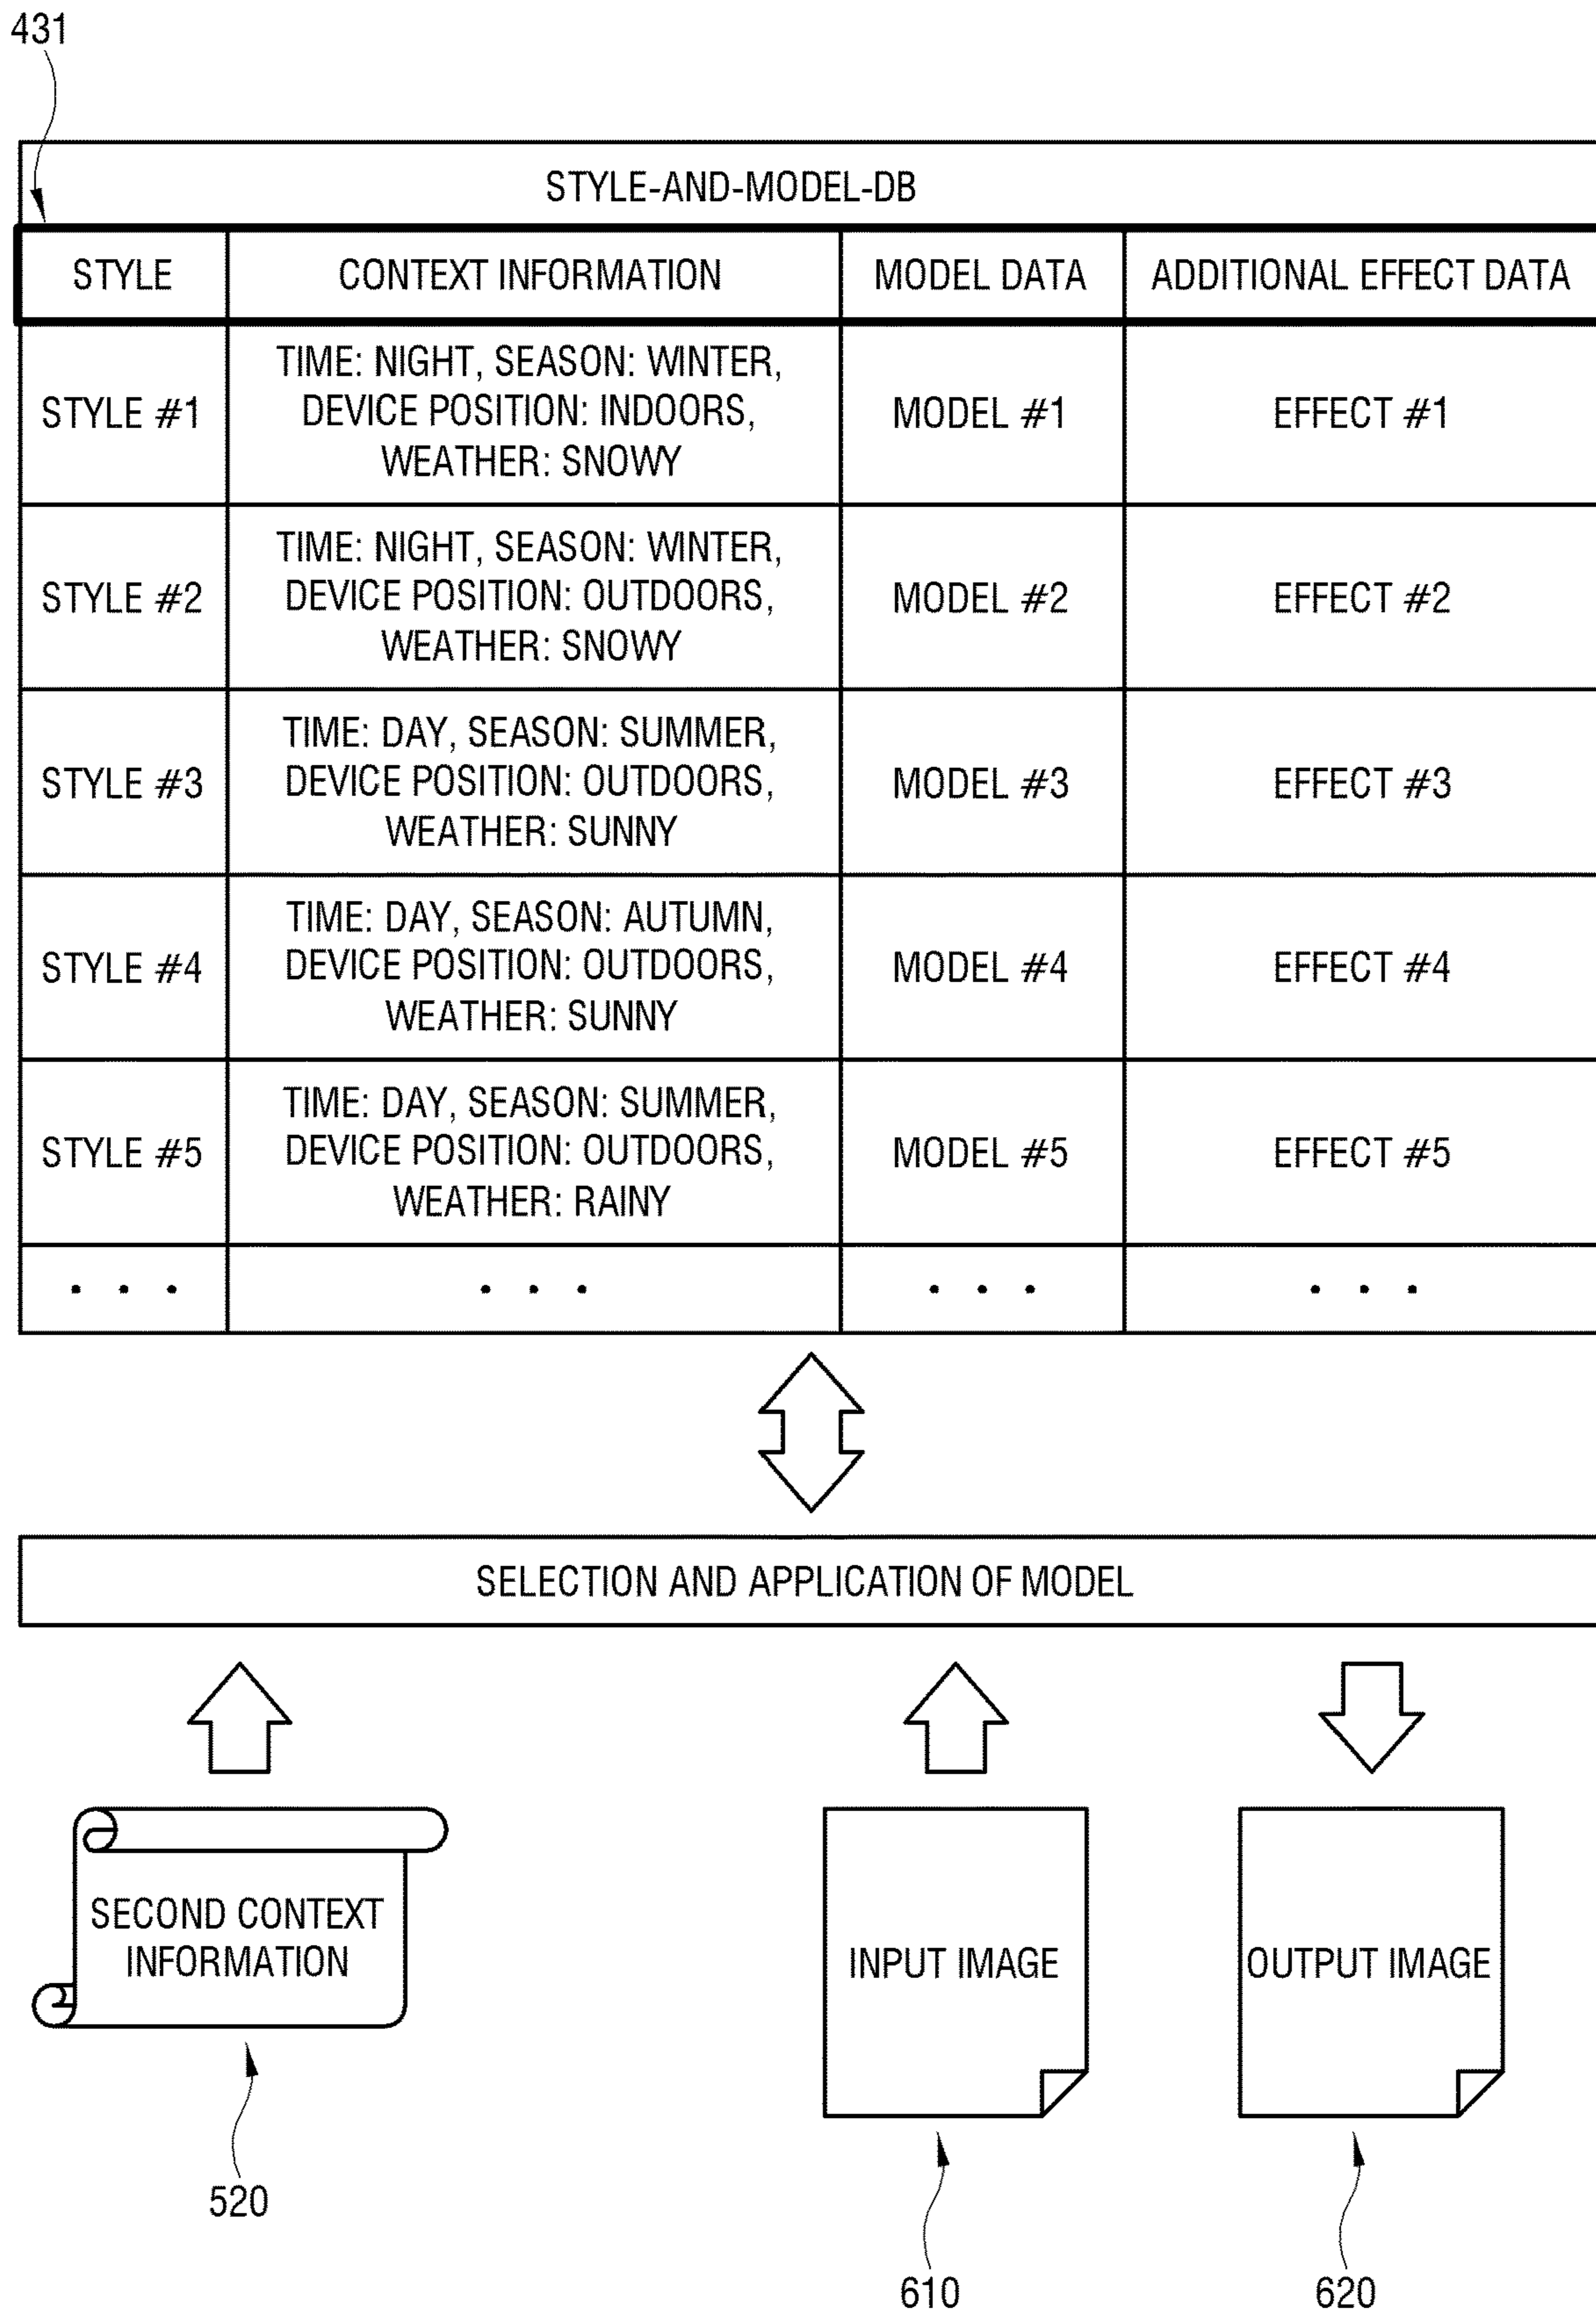 431
STYLE-AND-MODEL-DB
STYLE
CONTEXT INFORMATION
MODEL DATA
ADDITIONAL EFFECT DATA
STYLE #1
TIME: NIGHT, SEASON: WINTER,
DEVICE POSITION: INDOORS,
WEATHER: SNOWY
MODEL #1
EFFECT #1
STYLE #2
TIME: NIGHT, SEASON: WINTER,
DEVICE POSITION: OUTDOORS,
WEATHER: SNOWY
MODEL #2
EFFECT #2
STYLE #3
TIME: DAY, SEASON: SUMMER,
DEVICE POSITION: OUTDOORS,
WEATHER: SUNNY
MODEL #3
EFFECT #3
STYLE #4
TIME: DAY, SEASON: AUTUMN,
DEVICE POSITION: OUTDOORS,
WEATHER: SUNNY
MODEL #4
EFFECT #4
STYLE #5
TIME: DAY, SEASON: SUMMER,
DEVICE POSITION: OUTDOORS,
WEATHER: RAINY
MODEL #5
EFFECT #5
. . .
. . .
. . .
. . .
SELECTION AND APPLICATION OF MODEL
SECOND CONTEXT
INFORMATION
INPUT IMAGE
OUTPUT IMAGE
520
610
620